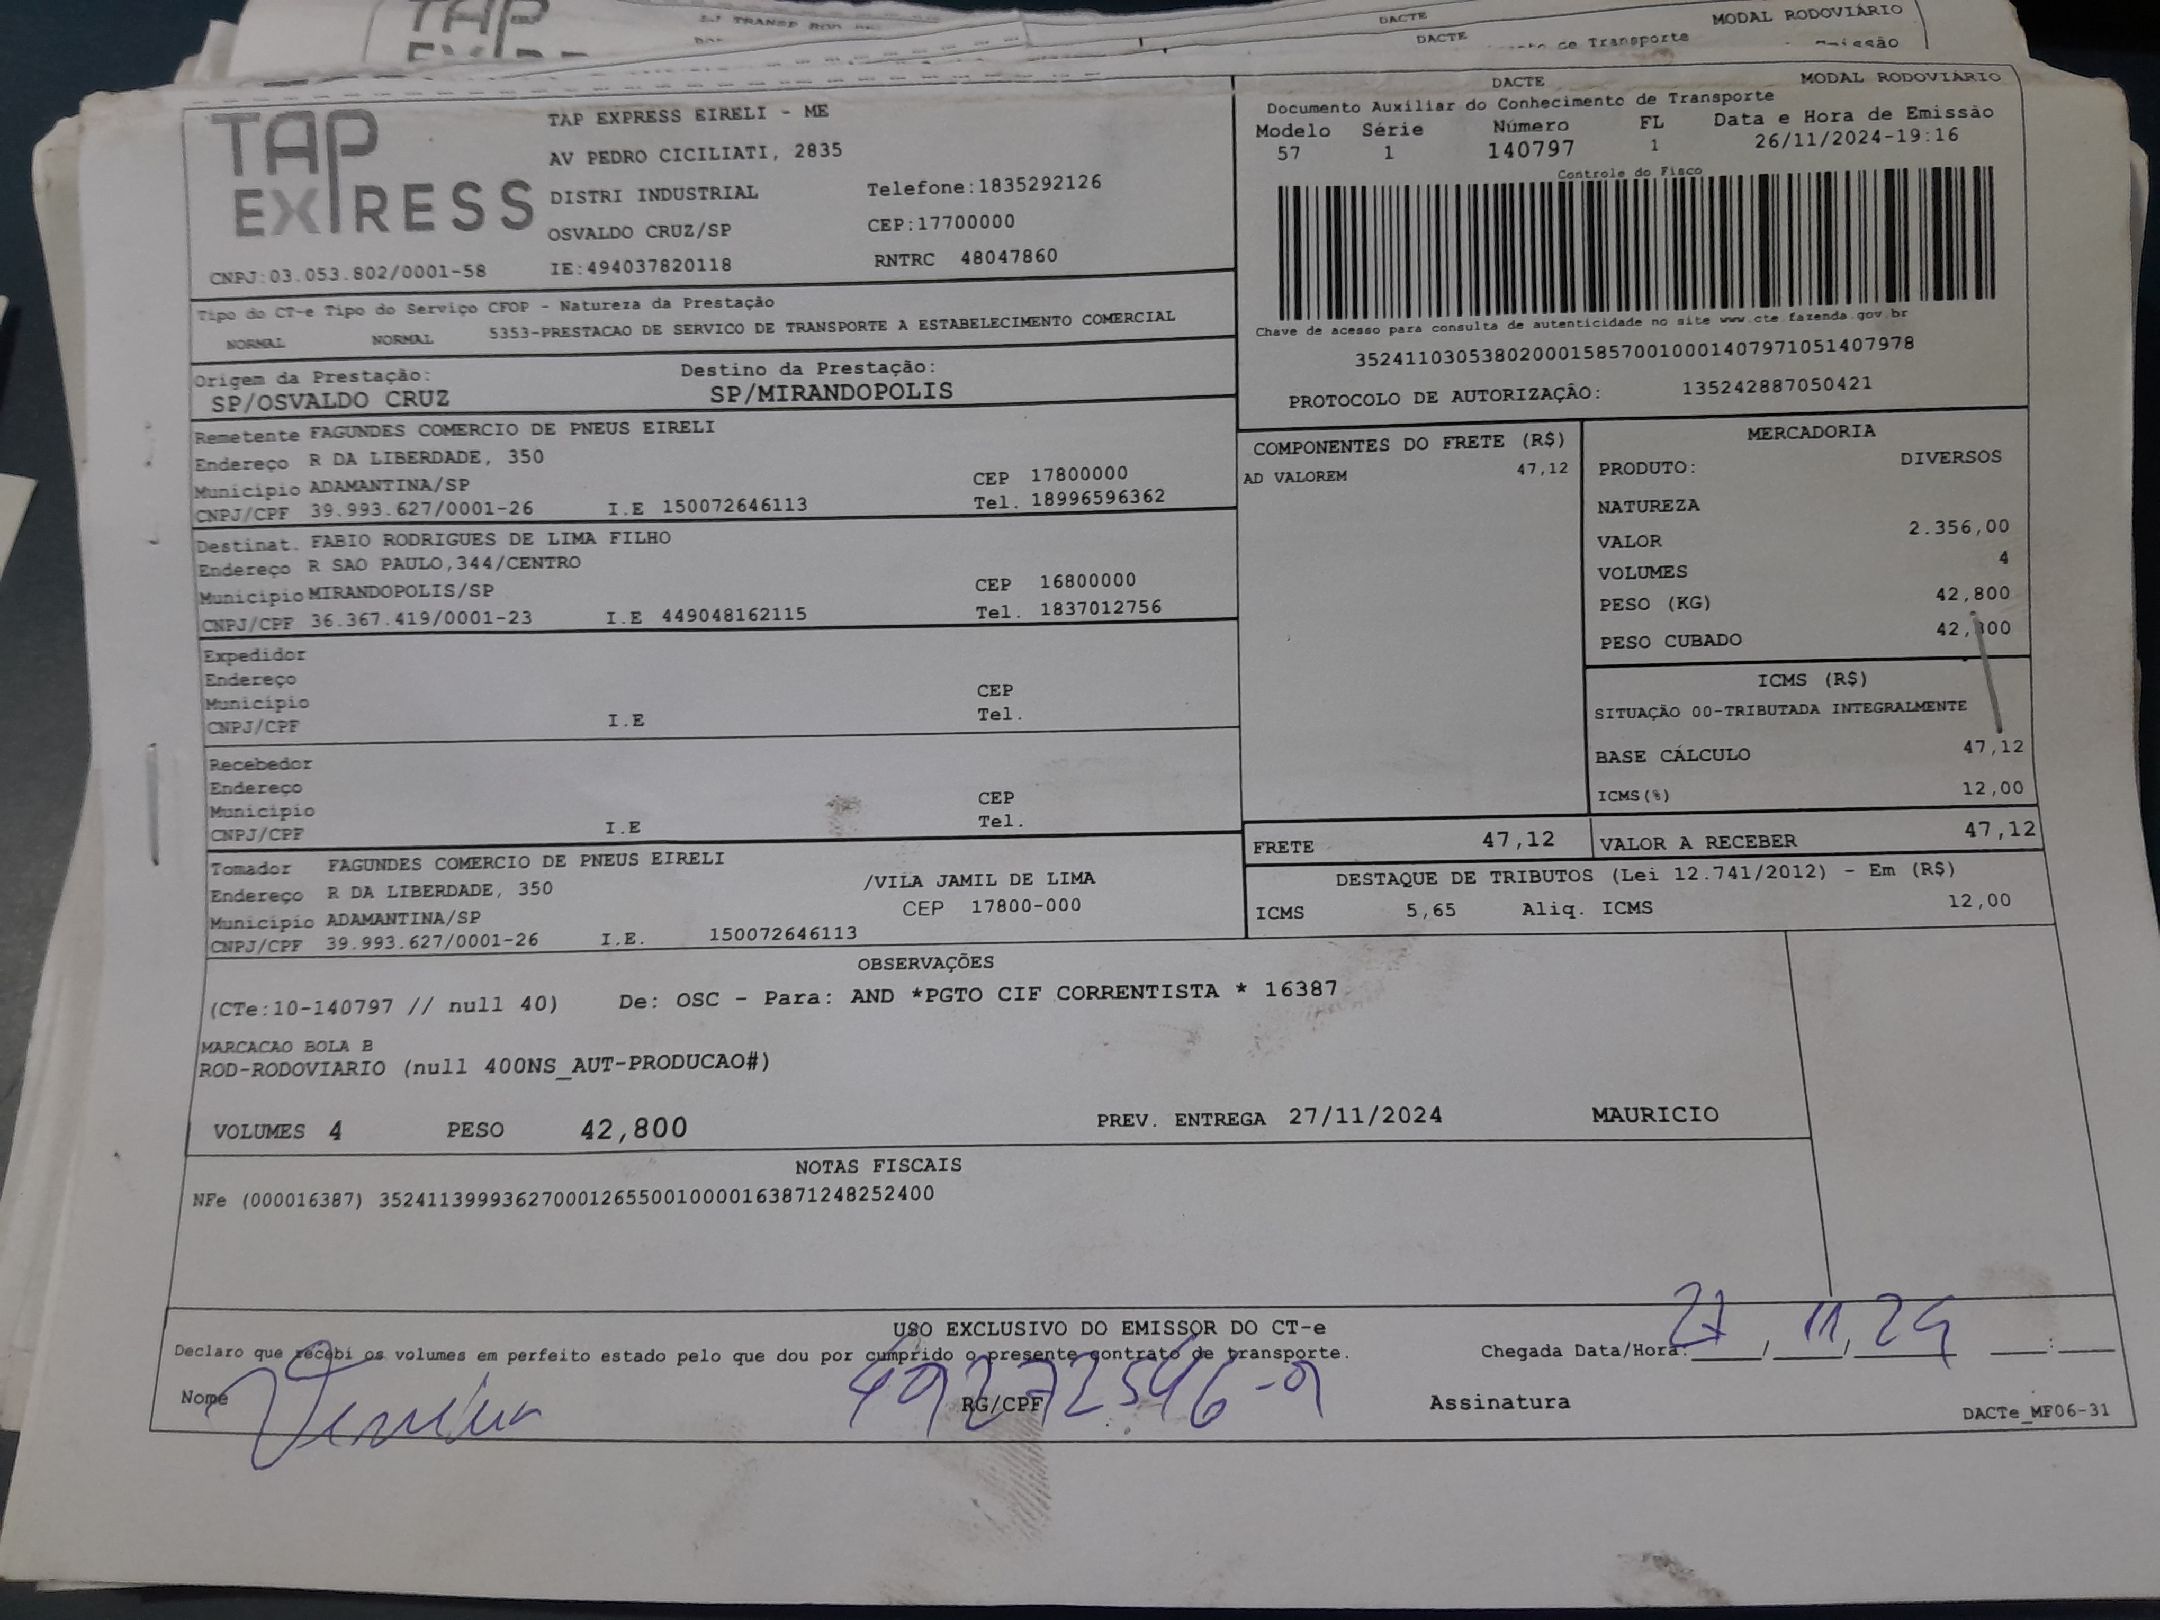 DACTE
MODAL RODOVIÁRIO
DACTE
de Transporte
TAP EXPRESS
TAP EXPRESS EIRELI - ME
AV PEDRO CICILIATI, 2835
DISTRI INDUSTRIAL Telefone:1835292126
OSVALDO CRUZ/SP CEP:17700000
CNPJ:03.053.802/0001-58 IE:494037820118 RNTRC 48047860
DACTE MODAL RODOVIÁRIO
Documento Auxiliar do Conhecimento de Transporte
Modelo Série Número FL Data e Hora de Emissão
57 1 140797 1 26/11/2024-19:16
Controle do Fisco
Chave de acesso para consulta de autenticidade no site www.cte.fazenda.gov.br
35241103053802000158570010001407971051407978
PROTOCOLO DE AUTORIZAÇÃO: 135242887050421
Tipo do CT-e Tipo do Serviço CFOP - Natureza da Prestação
NORMAL NORMAL 5353-PRESTACAO DE SERVICO DE TRANSPORTE A ESTABELECIMENTO COMERCIAL
Origem da Prestação: Destino da Prestação:
SP/OSVALDO CRUZ SP/MIRANDOPOLIS
Remetente FAGUNDES COMERCIO DE PNEUS EIRELI
Endereço R DA LIBERDADE, 350
Município ADAMANTINA/SP CEP 17800000
CNPJ/CPF 39.993.627/0001-26 I.E 150072646113 Tel. 18996596362
Destinat. FABIO RODRIGUES DE LIMA FILHO
Endereço R SAO PAULO,344/CENTRO
Município MIRANDOPOLIS/SP CEP 16800000
CNPJ/CPF 36.367.419/0001-23 I.E 449048162115 Tel. 1837012756
Expedidor
Endereço
Município CEP
CNPJ/CPF I.E Tel.
Recebedor
Endereço
Município CEP
CNPJ/CPF I.E Tel.
Tomador FAGUNDES COMERCIO DE PNEUS EIRELI
Endereço R DA LIBERDADE, 350 /VILA JAMIL DE LIMA
Município ADAMANTINA/SP CEP 17800-000
CNPJ/CPF 39.993.627/0001-26 I.E. 150072646113
COMPONENTES DO FRETE (R$)
AD VALOREM 47,12
MERCADORIA
PRODUTO: DIVERSOS
NATUREZA
VALOR 2.356,00
VOLUMES 4
PESO (KG) 42,800
PESO CUBADO 42,800
ICMS (R$)
SITUAÇÃO 00-TRIBUTADA INTEGRALMENTE
BASE CÁLCULO 47,12
ICMS(%) 12,00
FRETE 47,12 VALOR A RECEBER 47,12
DESTAQUE DE TRIBUTOS (Lei 12.741/2012) - Em (R$)
ICMS 5,65 Aliq. ICMS 12,00
OBSERVAÇÕES
(CTe:10-140797 // null 40) De: OSC - Para: AND *PGTO CIF CORRENTISTA * 16387
MARCACAO BOLA B
ROD-RODOVIARIO (null 400NS_AUT-PRODUCAO#)
VOLUMES 4 PESO 42,800 PREV. ENTREGA 27/11/2024 MAURICIO
NOTAS FISCAIS
NFe (000016387) 35241139993627000126550010000163871248252400
USO EXCLUSIVO DO EMISSOR DO CT-e
Declaro que recebi os volumes em perfeito estado pelo que dou por cumprido o presente contrato de transporte. Chegada Data/Hora: 27/11/24 :
Nome RG/CPF 49272546-9 Assinatura
DACTe_MF06-31